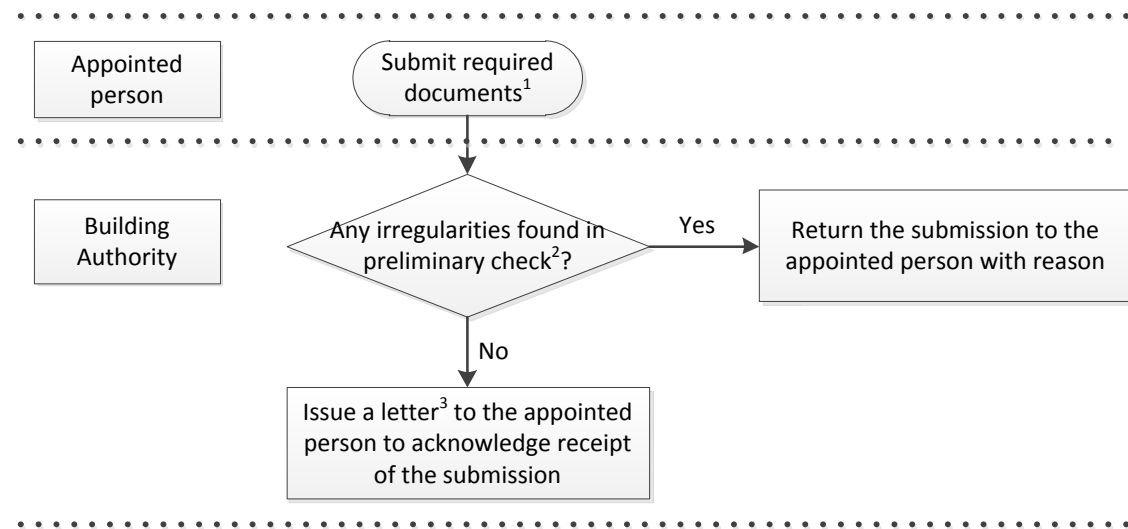 Appointed
person
Submit required
documents¹
Building
Authority
Any irregularities found in
preliminary check²?
Yes
Return the submission to the
appointed person with reason
No
Issue a letter³ to the appointed
person to acknowledge receipt
of the submission